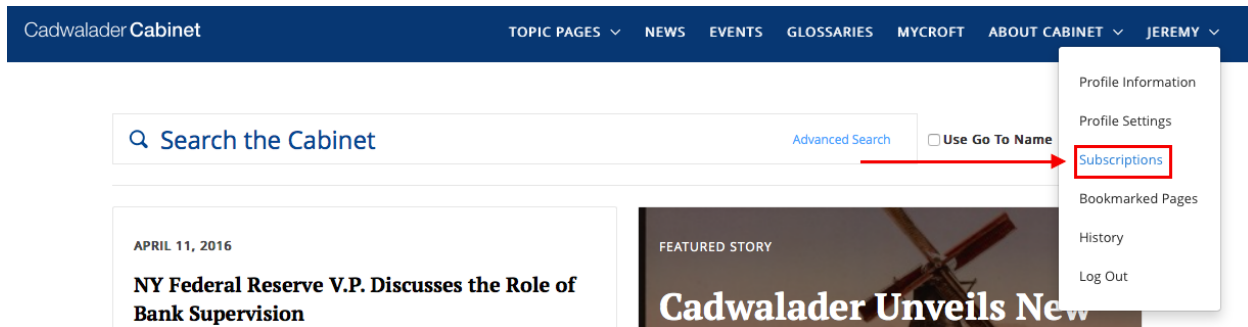 Cadwalader Cabinet
TOPIC PAGES NEWS EVENTS GLOSSARIES MYCROFT ABOUT CABINET JEREMY
Profile Information
Profile Settings
Subscriptions
Bookmarked Pages
History
Log Out
Search the Cabinet
Advanced Search
Use Go To Name
APRIL 11, 2016
NY Federal Reserve V.P. Discusses the Role of
Bank Supervision
FEATURED STORY
Cadwalader Unveils New